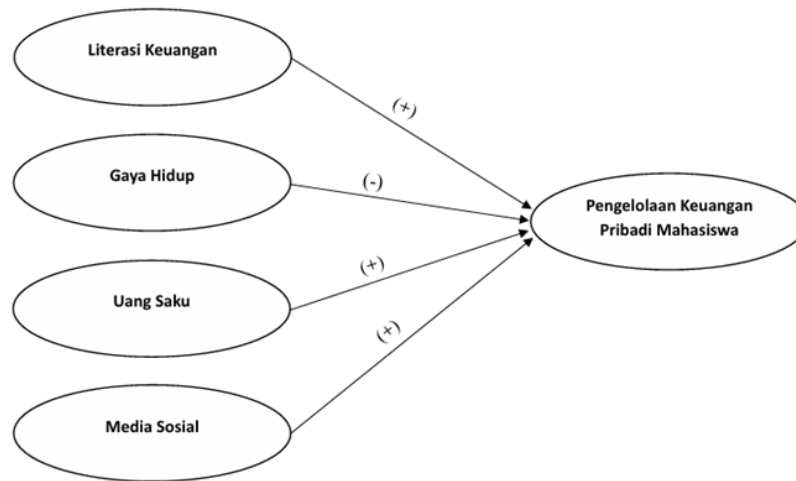 Literasi Keuangan
(+)
Gaya Hidup
(-)
Pengelolaan Keuangan
Pribadi Mahasiswa
Uang Saku
(+)
(+)
Media Sosial